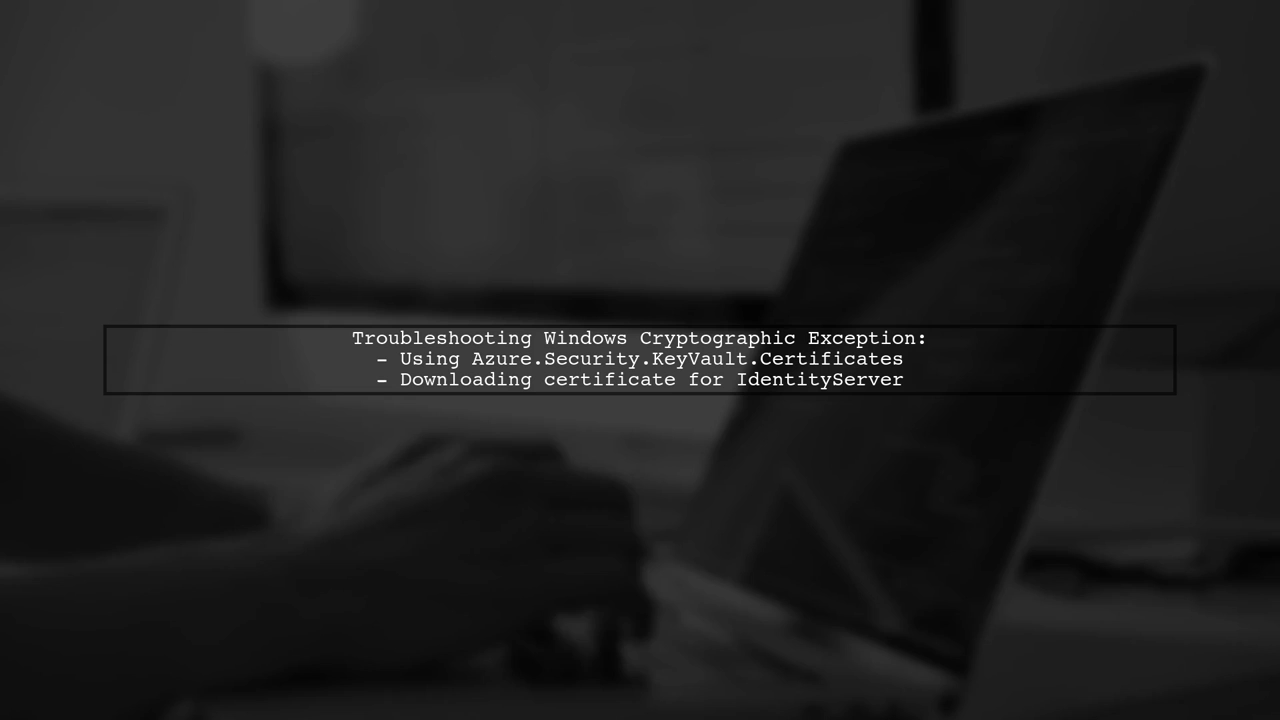 Troubleshooting Windows Cryptographic Exception:
- Using Azure.Security.KeyVault.Certificates
- Downloading certificate for IdentityServer